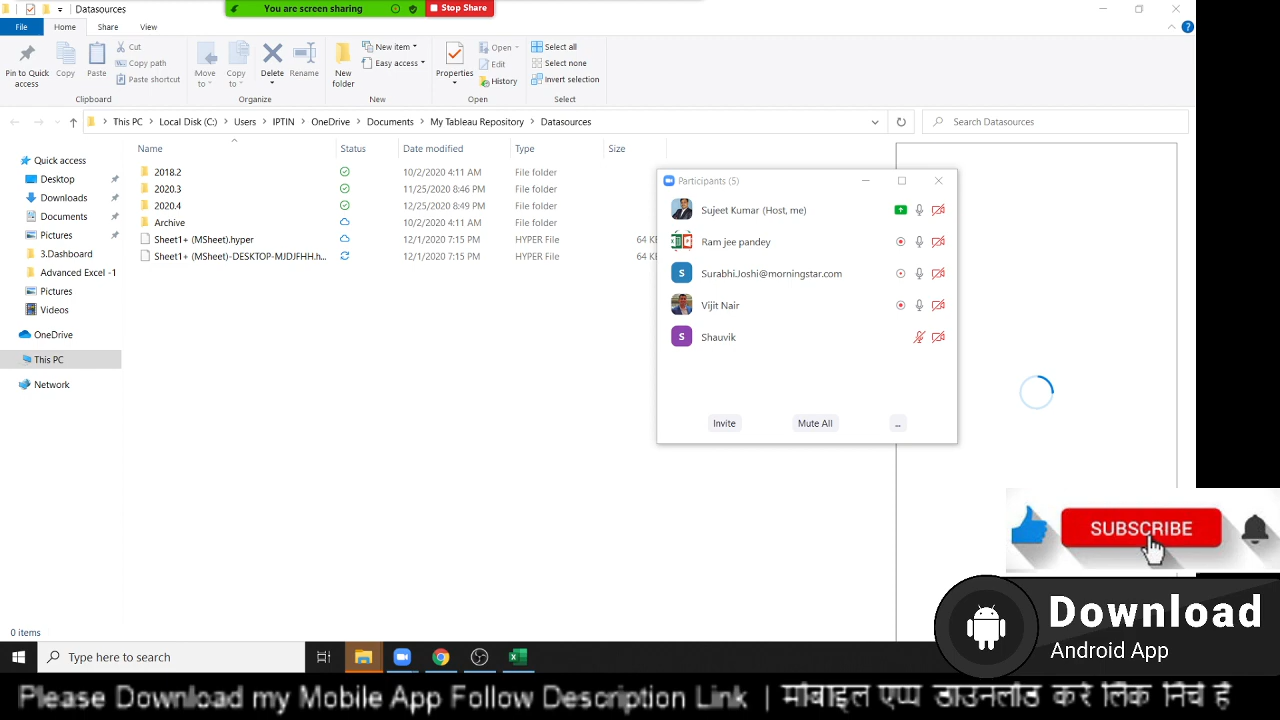 Datasources
You are screen sharing
Stop Share
File Home Share View
Pin to Quick access
Copy
Paste
Cut
Copy path
Paste shortcut
Clipboard
Move to
Copy to
Delete
Rename
Organize
New folder
New item
Easy access
New
Properties
Open
Edit
History
Open
Select all
Select none
Invert selection
Select
This PC > Local Disk (C:) > Users > IPTIN > OneDrive > Documents > My Tableau Repository > Datasources
Search Datasources
Quick access
Desktop
Downloads
Documents
Pictures
3.Dashboard
Advanced Excel -1
Pictures
Videos
OneDrive
This PC
Network
Name Status Date modified Type Size
2018.2 10/2/2020 4:11 AM File folder
2020.3 11/25/2020 8:46 PM File folder
2020.4 12/25/2020 8:49 PM File folder
Archive 10/2/2020 4:11 AM File folder
Sheet1+ (MSheet).hyper 12/1/2020 7:15 PM HYPER File 64 KB
Sheet1+ (MSheet)-DESKTOP-MJDJFHH.h... 12/1/2020 7:15 PM HYPER File 64 KB
Participants (5)
Sujeet Kumar (Host, me)
Ram jee pandey
S Surabhi.Joshi@morningstar.com
Vijit Nair
S Shauvik
Invite Mute All ...
SUBSCRIBE
Download
Android App
0 items
Type here to search
Please Download my Mobile App Follow Description Link | मोबाइल एप्प डाउनलोड करे लिंक निचे है